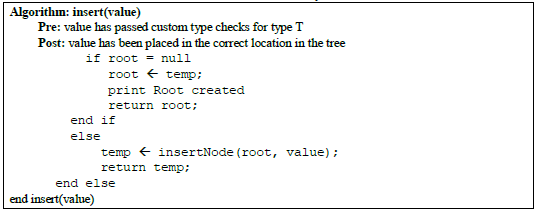 Algorithm: insert(value)
Pre: value has passed custom type checks for type T
Post: value has been placed in the correct location in the tree
if root = null
root ← temp;
print Root created
return root;
end if
else
temp ← insertNode(root, value);
return temp;
end else
end insert(value)